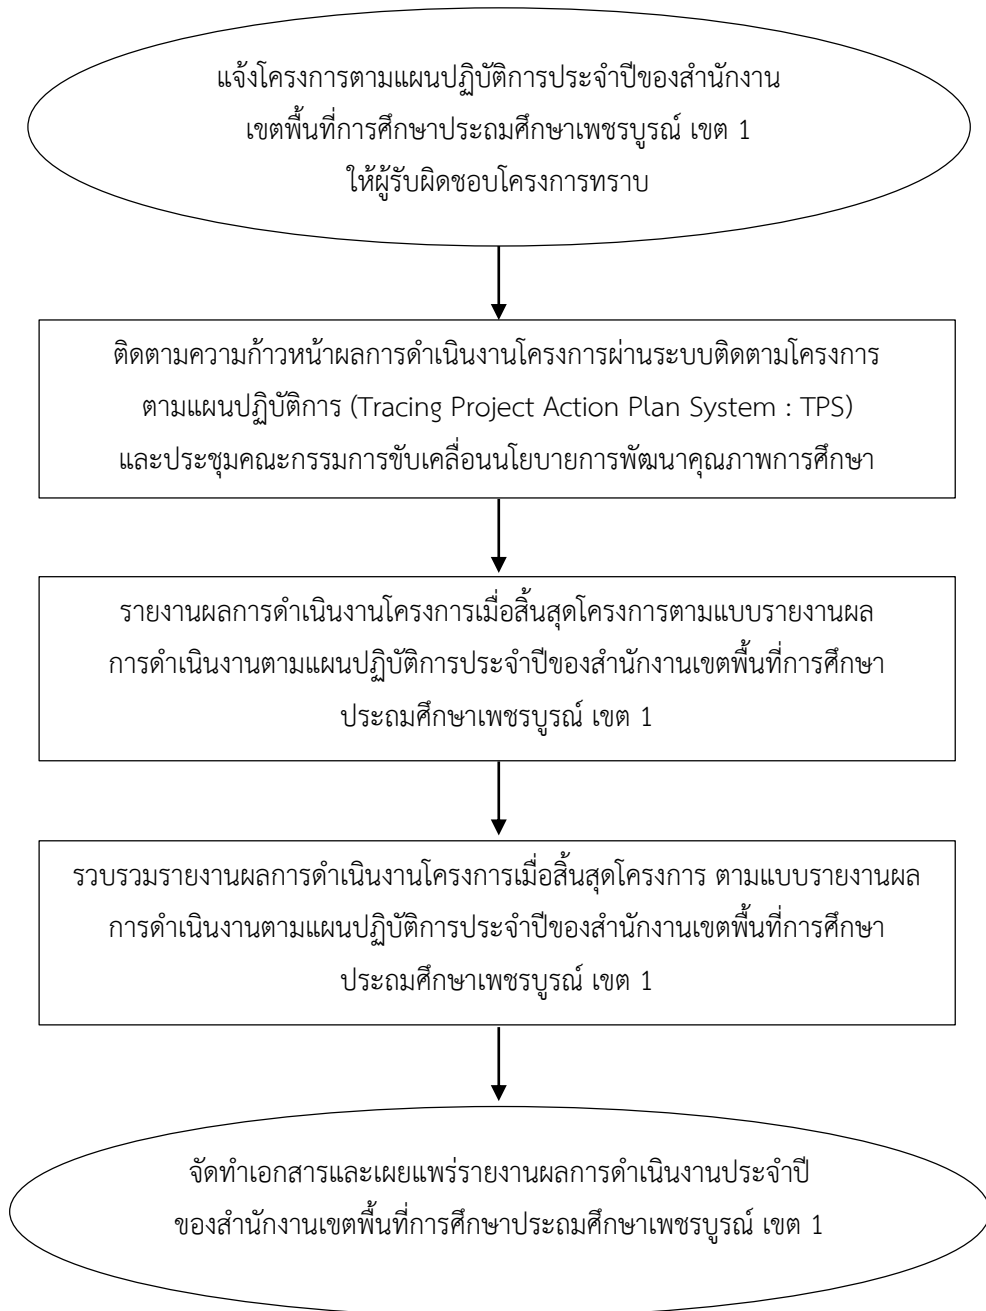 แจ้งโครงการตามแผนปฏิบัติการประจำปีของสำนักงาน
เขตพื้นที่การศึกษาประถมศึกษาเพชรบูรณ์ เขต 1
ให้ผู้รับผิดชอบโครงการทราบ
ติดตามความก้าวหน้าผลการดำเนินงานโครงการผ่านระบบติดตามโครงการ
ตามแผนปฏิบัติการ (Tracing Project Action Plan System : TPS)
และประชุมคณะกรรมการขับเคลื่อนนโยบายการพัฒนาคุณภาพการศึกษา
รายงานผลการดำเนินงานโครงการเมื่อสิ้นสุดโครงการตามแบบรายงานผล
การดำเนินงานตามแผนปฏิบัติการประจำปีของสำนักงานเขตพื้นที่การศึกษา
ประถมศึกษาเพชรบูรณ์ เขต 1
รวบรวมรายงานผลการดำเนินงานโครงการเมื่อสิ้นสุดโครงการ ตามแบบรายงานผล
การดำเนินงานตามแผนปฏิบัติการประจำปีของสำนักงานเขตพื้นที่การศึกษา
ประถมศึกษาเพชรบูรณ์ เขต 1
จัดทำเอกสารและเผยแพร่รายงานผลการดำเนินงานประจำปี
ของสำนักงานเขตพื้นที่การศึกษาประถมศึกษาเพชรบูรณ์ เขต 1